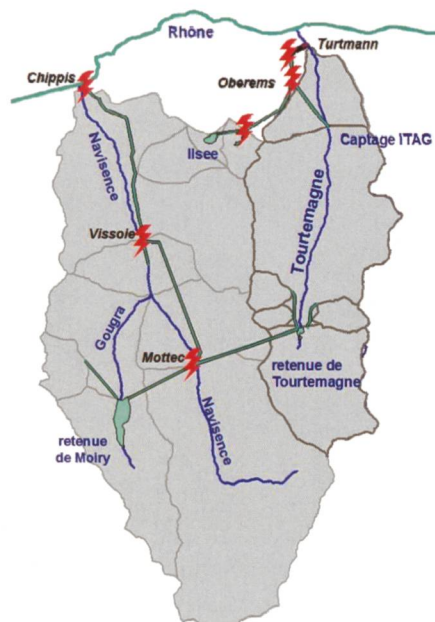 Rhône
Turtmann
Chippis
Oberems
Illsee
Captage ITAG
Navisence
Tourtemagne
Vissoie
Gougra
Mottec
retenue de
Tourtemagne
Navisence
retenue
de Moiry